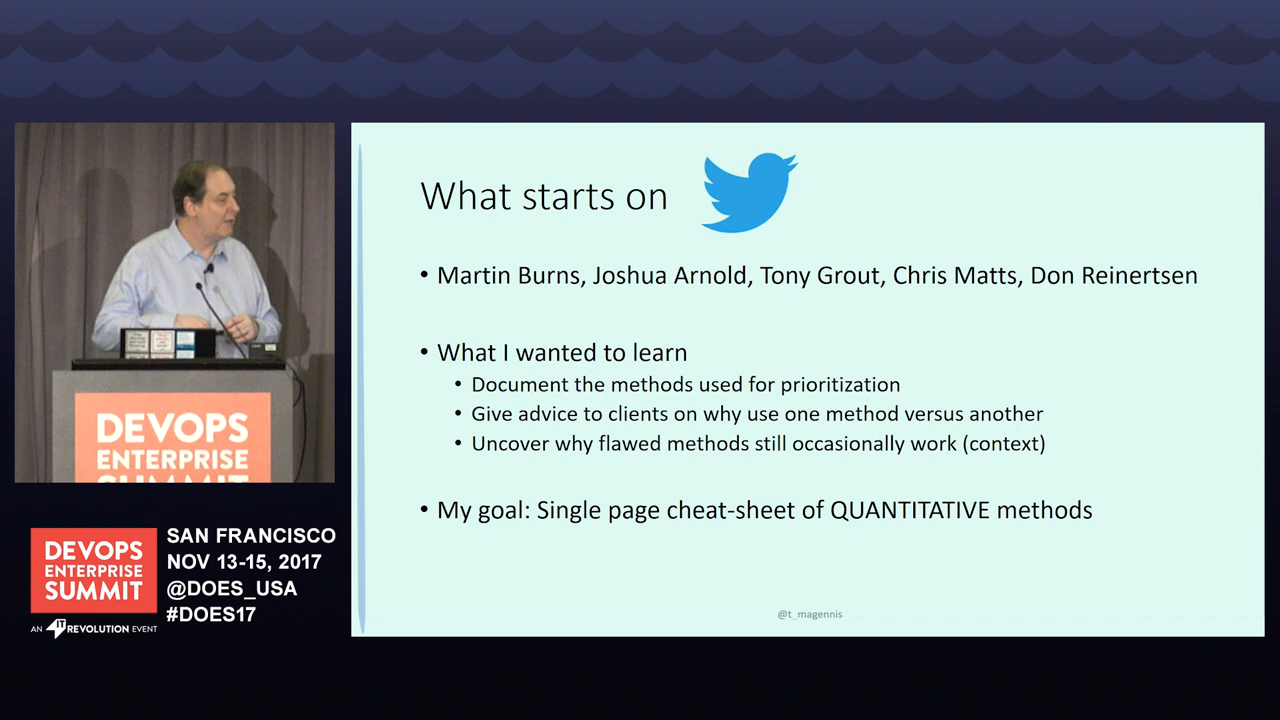 What starts on
• Martin Burns, Joshua Arnold, Tony Grout, Chris Matts, Don Reinertsen
• What I wanted to learn
• Document the methods used for prioritization
• Give advice to clients on why use one method versus another
• Uncover why flawed methods still occasionally work (context)
• My goal: Single page cheat-sheet of QUANTITATIVE methods
@t_magennis
DEVOPS
ENTERPRISE
SUMMIT
DEVOPS
ENTERPRISE
SUMMIT
AN IT REVOLUTION EVENT
SAN FRANCISCO
NOV 13-15, 2017
@DOES_USA
#DOES17